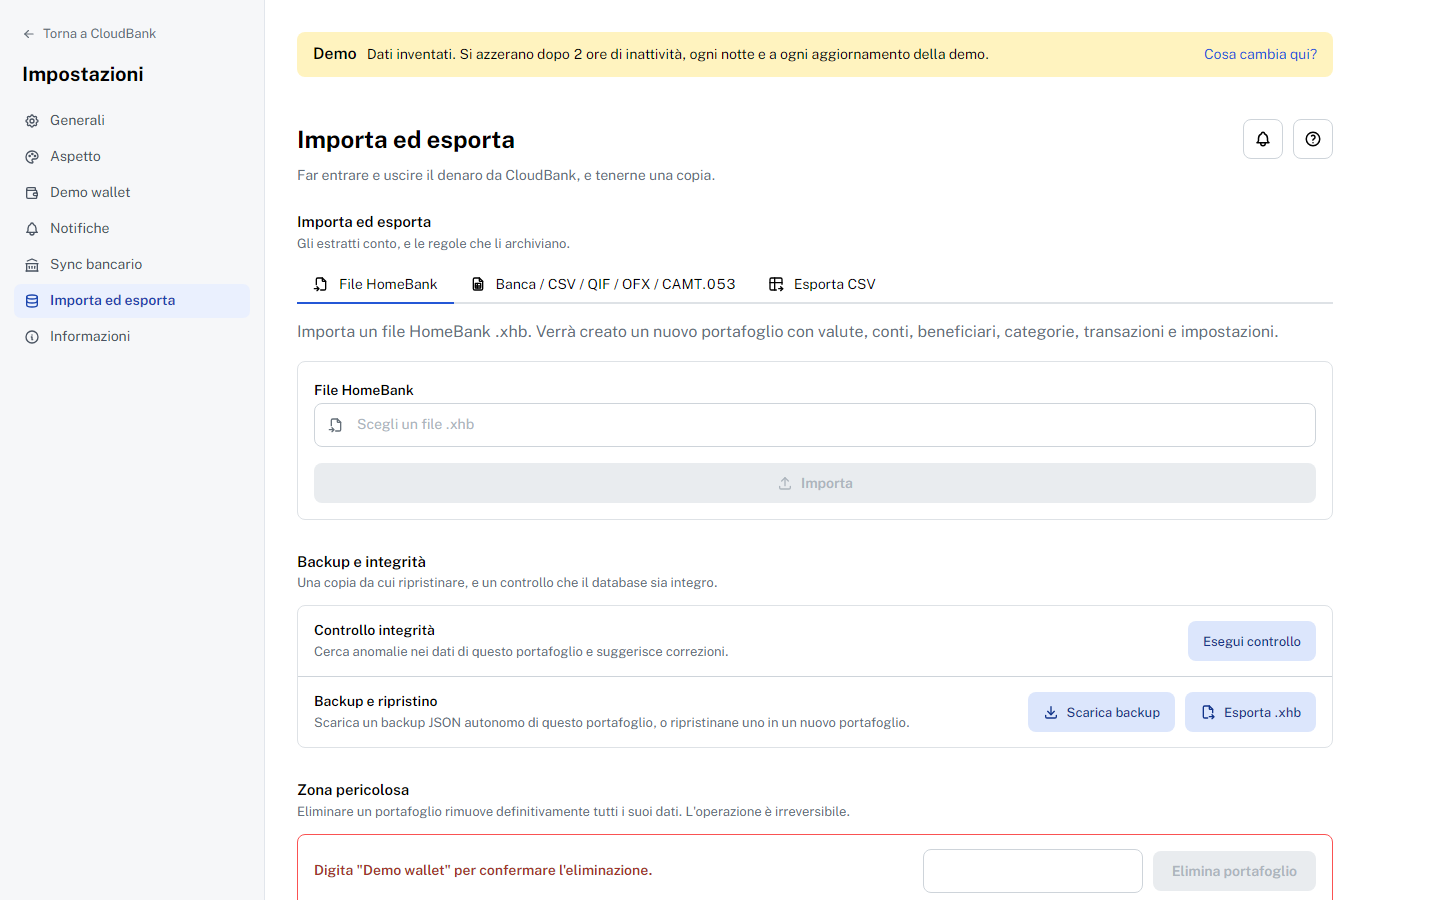 Torna a CloudBank
Impostazioni
Generali
Aspetto
Demo wallet
Notifiche
Sync bancario
Importa ed esporta
Informazioni
Demo Dati inventati. Si azzerano dopo 2 ore di inattività, ogni notte e a ogni aggiornamento della demo. Cosa cambia qui?
Importa ed esporta
Far entrare e uscire il denaro da CloudBank, e tenerne una copia.
Importa ed esporta
Gli estratti conto, e le regole che li archiviano.
File HomeBank Banca / CSV / QIF / OFX / CAMT.053 Esporta CSV
Importa un file HomeBank .xhb. Verrà creato un nuovo portafoglio con valute, conti, beneficiari, categorie, transazioni e impostazioni.
File HomeBank
Scegli un file .xhb
Importa
Backup e integrità
Una copia da cui ripristinare, e un controllo che il database sia integro.
Controllo integrità
Cerca anomalie nei dati di questo portafoglio e suggerisce correzioni.
Esegui controllo
Backup e ripristino
Scarica un backup JSON autonomo di questo portafoglio, o ripristinane uno in un nuovo portafoglio.
Scarica backup Esporta .xhb
Zona pericolosa
Eliminare un portafoglio rimuove definitivamente tutti i suoi dati. L'operazione è irreversibile.
Digita "Demo wallet" per confermare l'eliminazione.
Elimina portafoglio